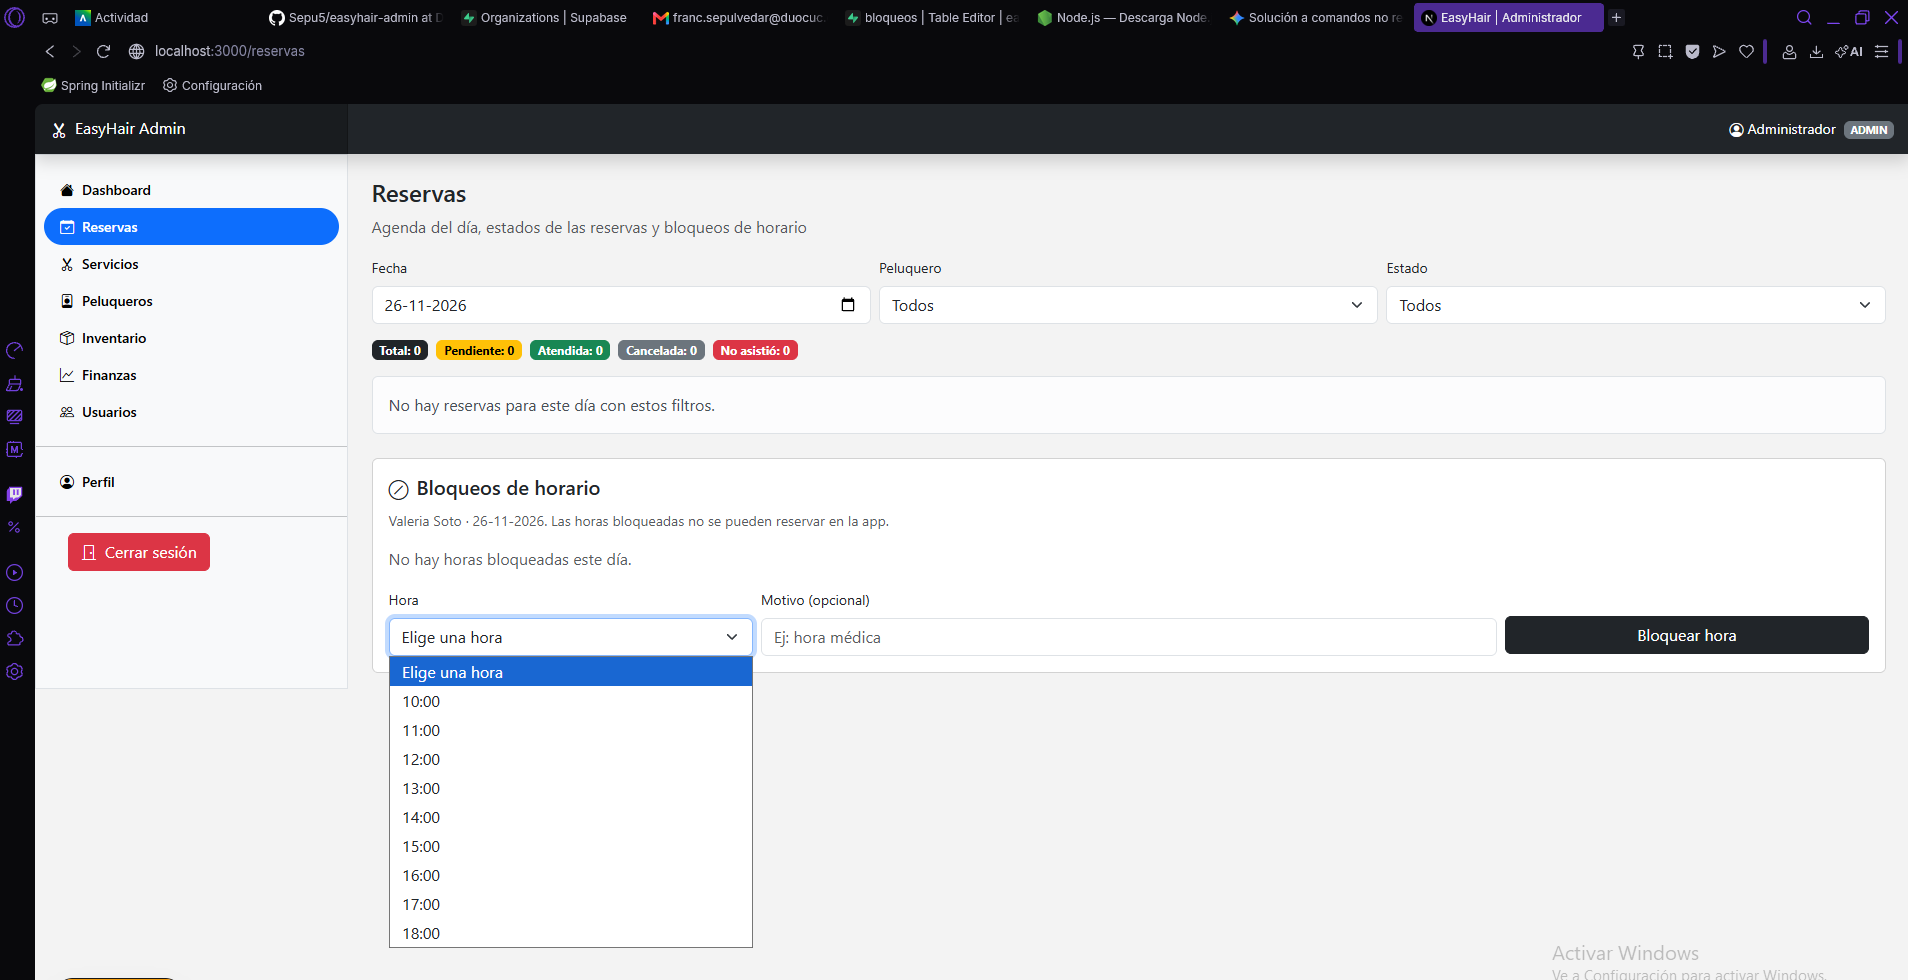 Actividad
Sepu5/easyhair-admin at D
Organizations | Supabase
franc.sepulvedar@duocuc.
bloqueos | Table Editor | ea
Node.js — Descarga Node.
Solución a comandos no re
EasyHair | Administrador
localhost:3000/reservas
AI
Spring Initializr
Configuración
EasyHair Admin
Administrador ADMIN
Dashboard
Reservas
Servicios
Peluqueros
Inventario
Finanzas
Usuarios
Perfil
Cerrar sesión
Reservas
Agenda del día, estados de las reservas y bloqueos de horario
Fecha
Peluquero
Estado
26-11-2026
Todos
Todos
Total: 0
Pendiente: 0
Atendida: 0
Cancelada: 0
No asistió: 0
No hay reservas para este día con estos filtros.
Bloqueos de horario
Valeria Soto · 26-11-2026. Las horas bloqueadas no se pueden reservar en la app.
No hay horas bloqueadas este día.
Hora
Motivo (opcional)
Elige una hora
Ej: hora médica
Bloquear hora
Elige una hora
10:00
11:00
12:00
13:00
14:00
15:00
16:00
17:00
18:00
Activar Windows
Ve a Configuración para activar Windows.